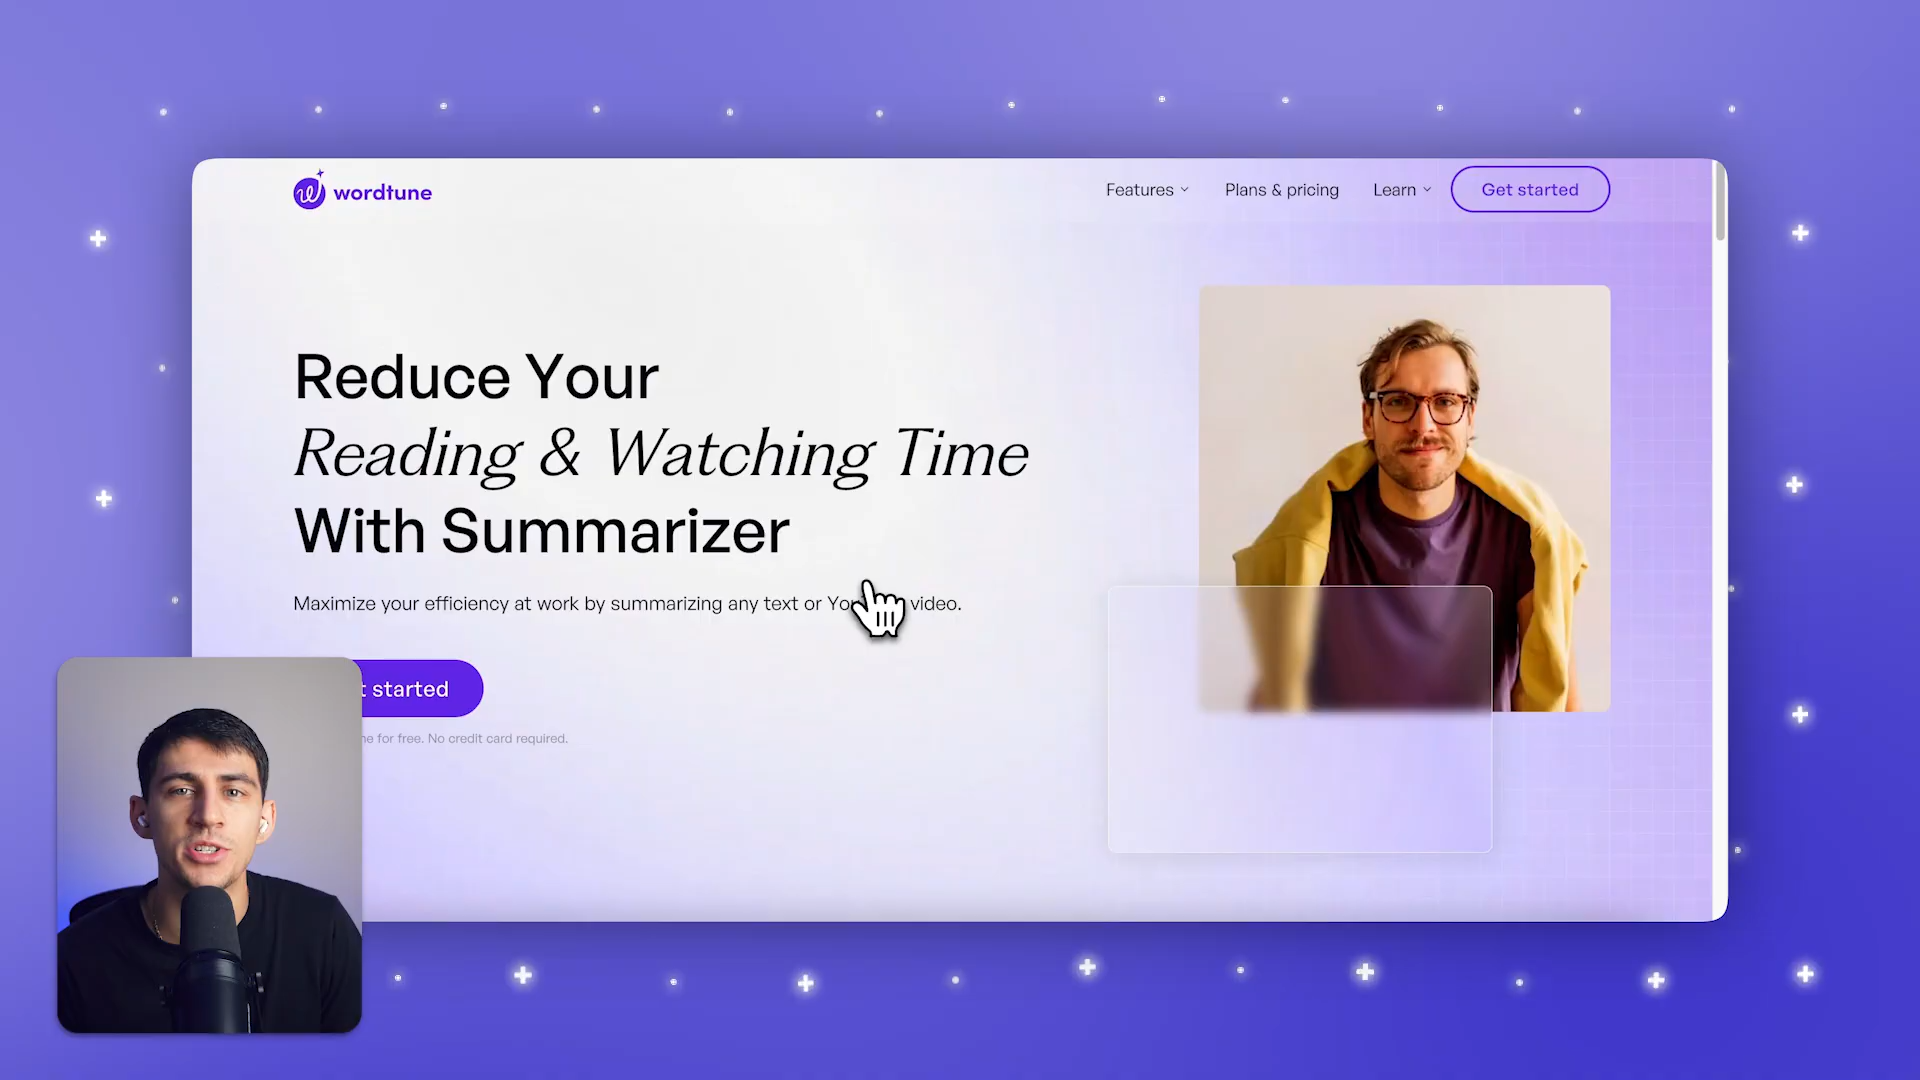 wordtune
Features
Plans & pricing
Learn
Get started
Reduce Your
Reading & Watching Time
With Summarizer
Maximize your efficiency at work by summarizing any text or video.
started
for free. No credit card required.